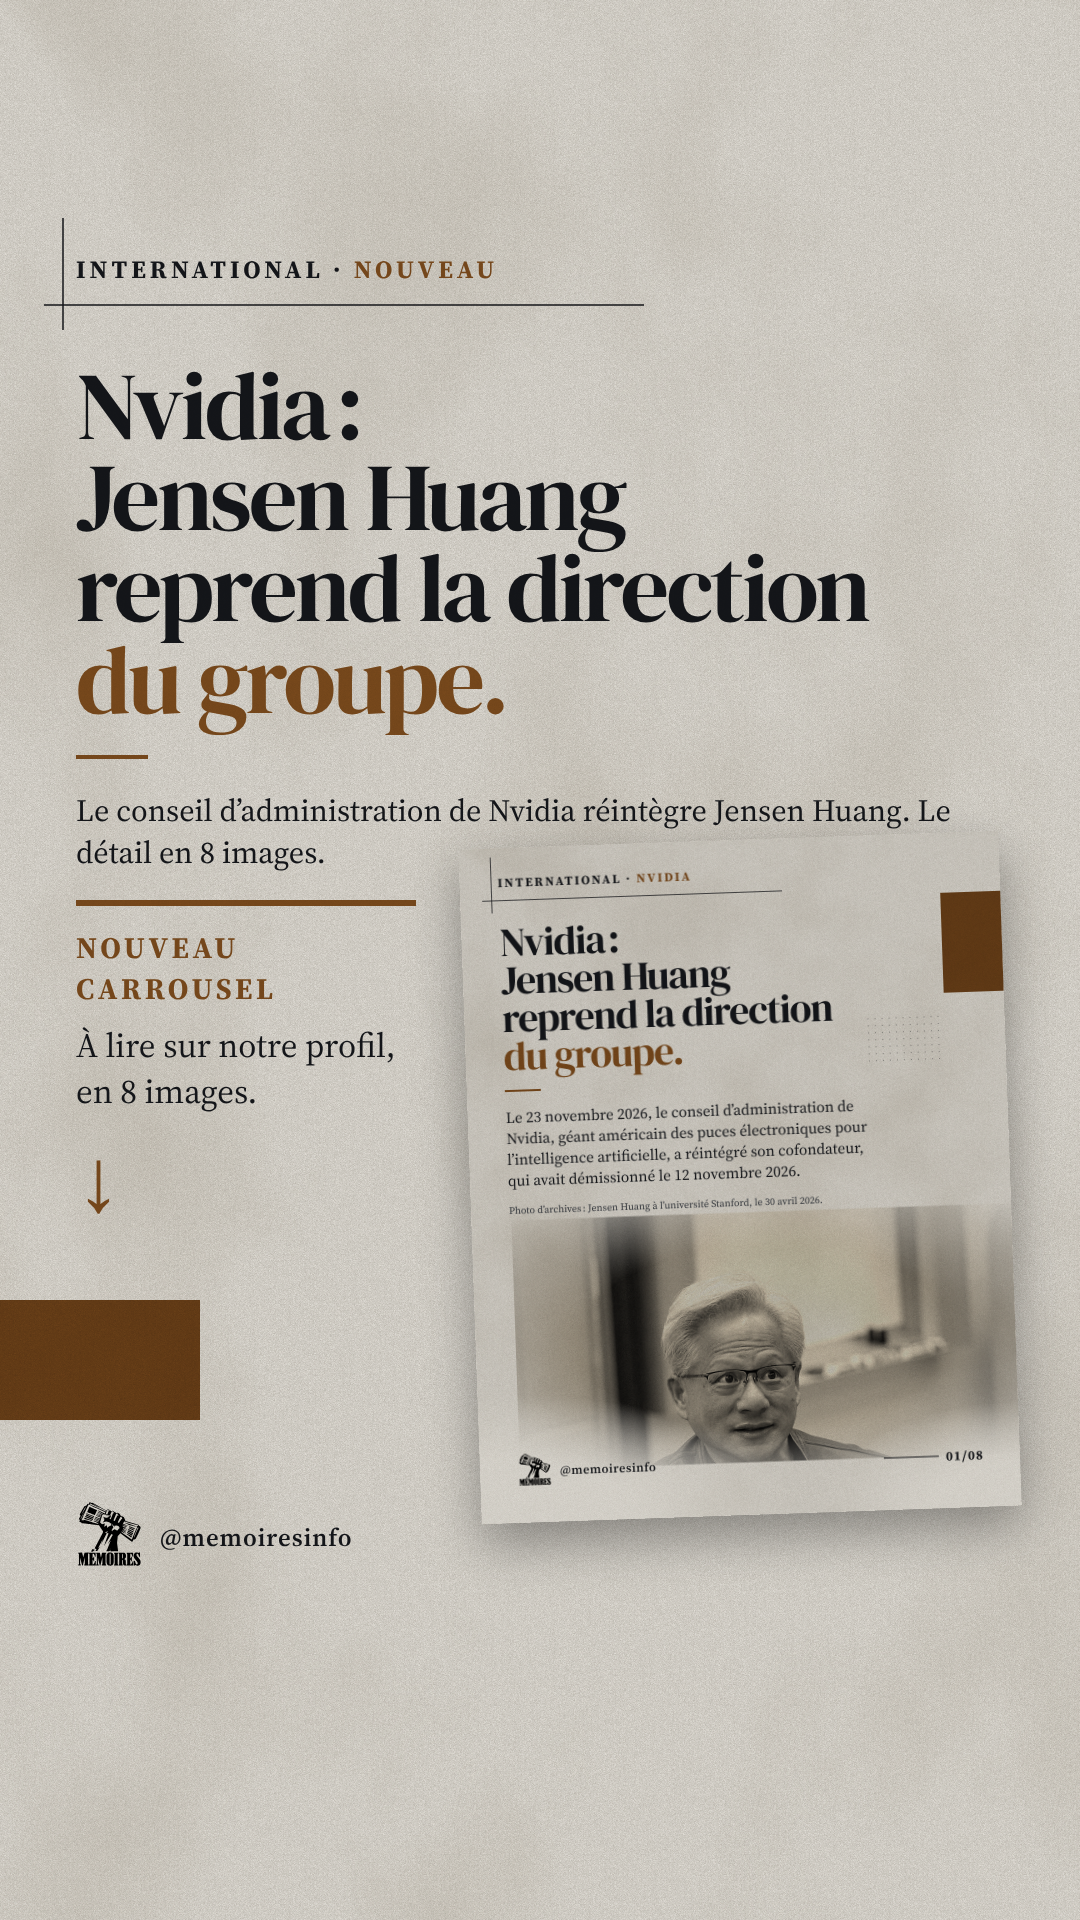 INTERNATIONAL · NOUVEAU
Nvidia :
Jensen Huang
reprend la direction
du groupe.
Le conseil d’administration de Nvidia réintègre Jensen Huang. Le
détail en 8 images.
NOUVEAU
CARROUSEL
À lire sur notre profil,
en 8 images.
↓
INTERNATIONAL · NVIDIA
Nvidia :
Jensen Huang
reprend la direction
du groupe.
Le 23 novembre 2026, le conseil d’administration de
Nvidia, géant américain des puces électroniques pour
l’intelligence artificielle, a réintégré son cofondateur,
qui avait démissionné le 12 novembre 2026.
Photo d’archives : Jensen Huang à l’université Stanford, le 30 avril 2026.
MÉMOIRES
@memoiresinfo
01/08
MÉMOIRES
@memoiresinfo